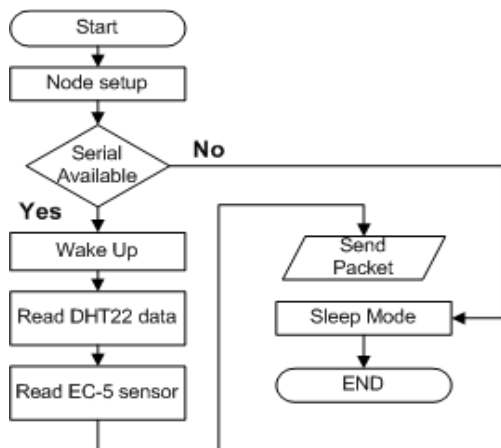 Start
Node setup
Serial
Available
No
Yes
Wake Up
Read DHT22 data
Read EC-5 sensor
Send
Packet
Sleep Mode
END